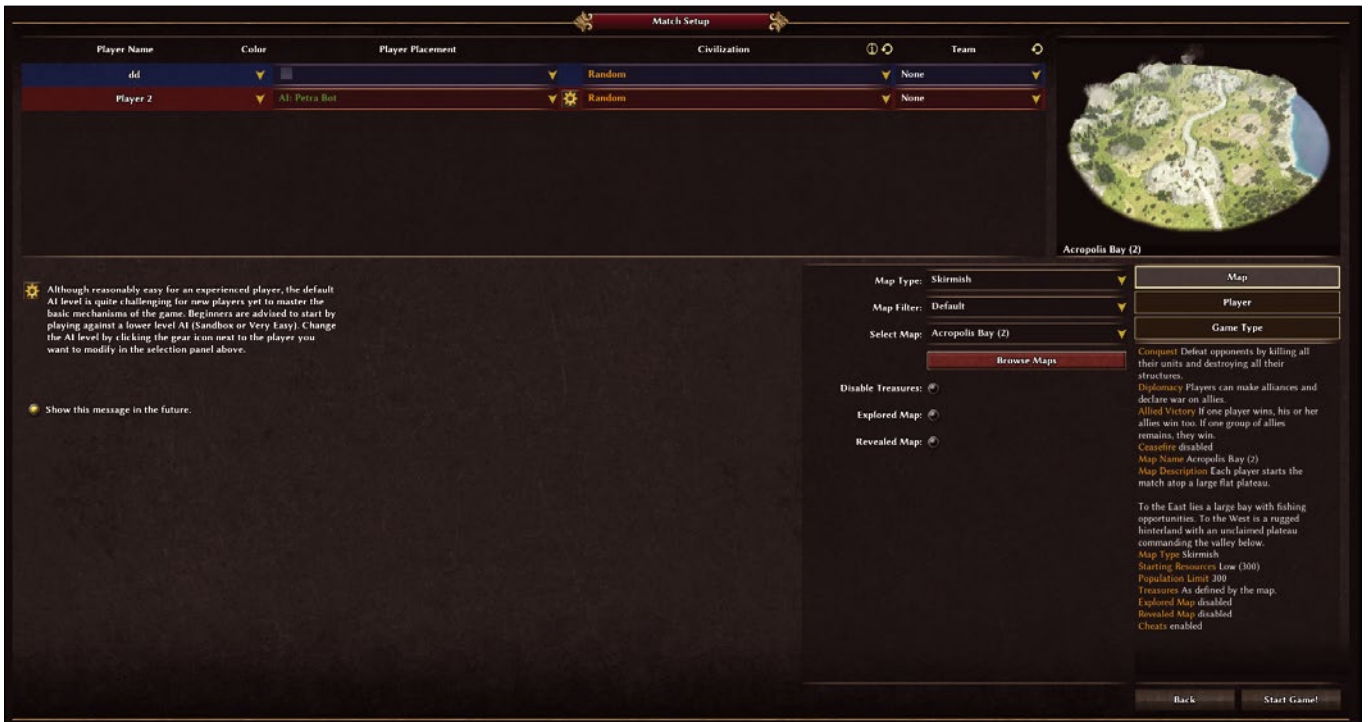 Match Setup
Player Name Color Player Placement Civilization Team
dd Random None
Player 2 AI: Petra Bot Random None
Acropolis Bay (2)
Although reasonably easy for an experienced player, the default
AI level is quite challenging for new players yet to master the
basic mechanisms of the game. Beginners are advised to start by
playing against a lower level AI (Sandbox or Very Easy). Change
the AI level by clicking the gear icon next to the player you
want to modify in the selection panel above.
Show this message in the future.
Map Type: Skirmish
Map Filter: Default
Select Map: Acropolis Bay (2)
Browse Maps
Disable Treasures:
Explored Map:
Revealed Map:
Map
Player
Game Type
Conquest Defeat opponents by killing all
their units and destroying all their
structures.
Diplomacy Players can make alliances and
declare war on allies.
Allied Victory If one player wins, his or her
allies win too. If one group of allies
remains, they win.
Ceasefire disabled
Map Name Acropolis Bay (2)
Map Description Each player starts the
match atop a large flat plateau.
To the East lies a large bay with fishing
opportunities. To the West is a rugged
hinterland with an unclaimed plateau
commanding the valley below.
Map Type Skirmish
Starting Resources Low (300)
Population Limit 300
Treasures As defined by the map.
Explored Map disabled
Revealed Map disabled
Cheats enabled
Back Start Game!